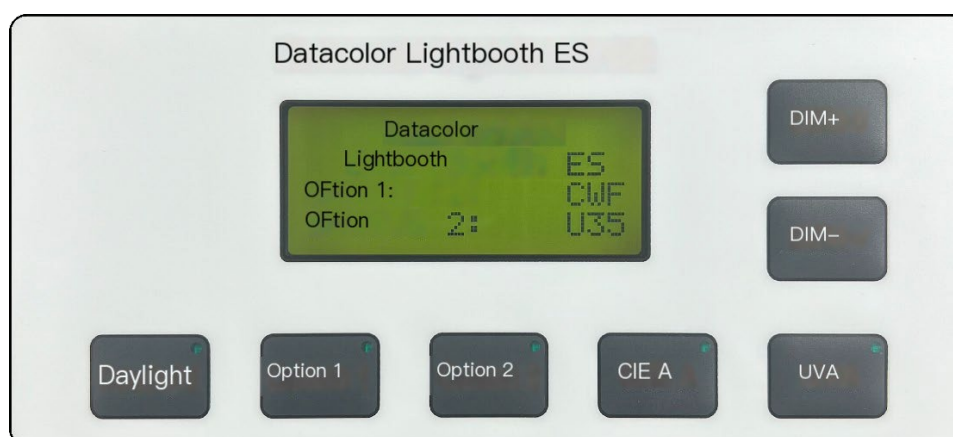 Datacolor Lightbooth ES
Datacolor
Lightbooth ES
OFtion 1: CWF
OFtion 2: U35
DIM+
DIM–
Daylight
Option 1
Option 2
CIE A
UVA